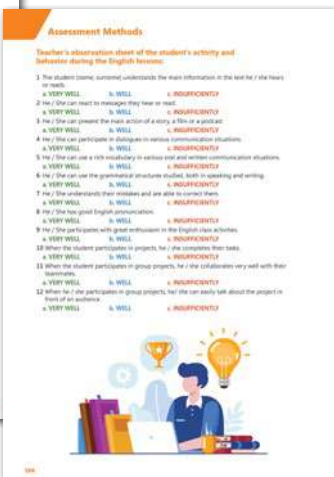 Assessment Methods
Teacher's observation sheet of the student's activity and
behavior during the English lessons:
1 The student (name, surname) understands the main information in the text he / she hears
or reads.
a. VERY WELL b. WELL c. INSUFFICIENTLY
2 He / She can react to messages they hear or read.
a. VERY WELL b. WELL c. INSUFFICIENTLY
3 He / She can present the main action of a story, a film or a podcast.
a. VERY WELL b. WELL c. INSUFFICIENTLY
4 He / She can participate in dialogues in various communication situations.
a. VERY WELL b. WELL c. INSUFFICIENTLY
5 He / She can use a rich vocabulary in various oral and written communication situations.
a. VERY WELL b. WELL c. INSUFFICIENTLY
6 He / She can use the grammatical structures studied, both in speaking and writing.
a. VERY WELL b. WELL c. INSUFFICIENTLY
7 He / She understands their mistakes and are able to correct them.
a. VERY WELL b. WELL c. INSUFFICIENTLY
8 He / She has good English pronunciation.
a. VERY WELL b. WELL c. INSUFFICIENTLY
9 He / She participates with great enthusiasm in the English class activities.
a. VERY WELL b. WELL c. INSUFFICIENTLY
10 When the student participates in projects, he / she completes their tasks.
a. VERY WELL b. WELL c. INSUFFICIENTLY
11 When the student participates in group projects, he / she collaborates very well with their
teammates.
a. VERY WELL b. WELL c. INSUFFICIENTLY
12 When he / she participates in group projects, he/ she can easily talk about the project in
front of an audience.
a. VERY WELL b. WELL c. INSUFFICIENTLY